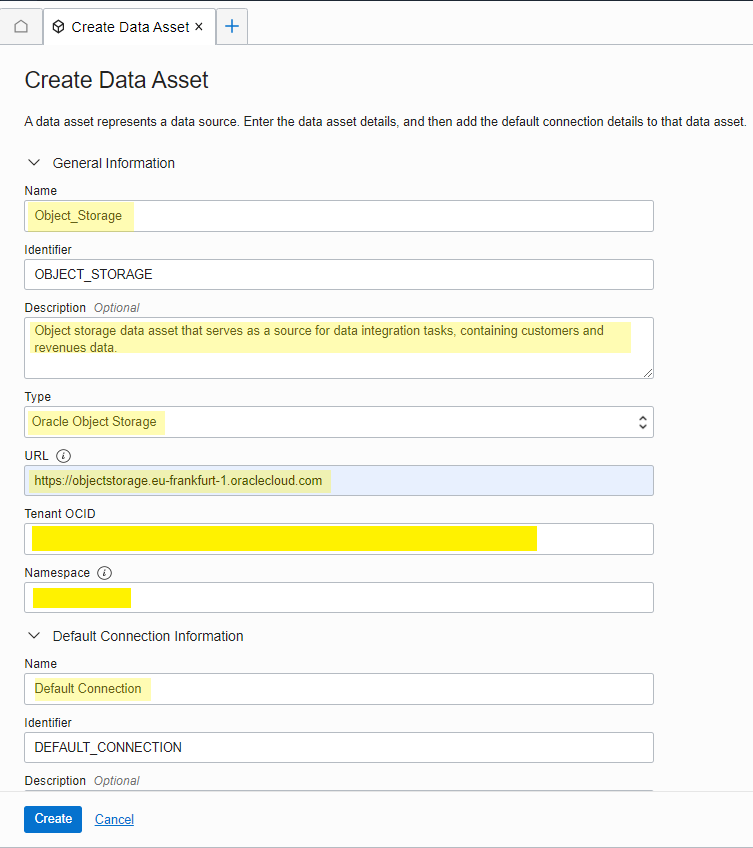 Create Data Asset ×
Create Data Asset
A data asset represents a data source. Enter the data asset details, and then add the default connection details to that data asset.
General Information
Name
Object_Storage
Identifier
OBJECT_STORAGE
Description Optional
Object storage data asset that serves as a source for data integration tasks, containing customers and
revenues data.
Type
Oracle Object Storage
URL
https://objectstorage.eu-frankfurt-1.oraclecloud.com
Tenant OCID
Namespace
Default Connection Information
Name
Default Connection
Identifier
DEFAULT_CONNECTION
Description Optional
Create Cancel